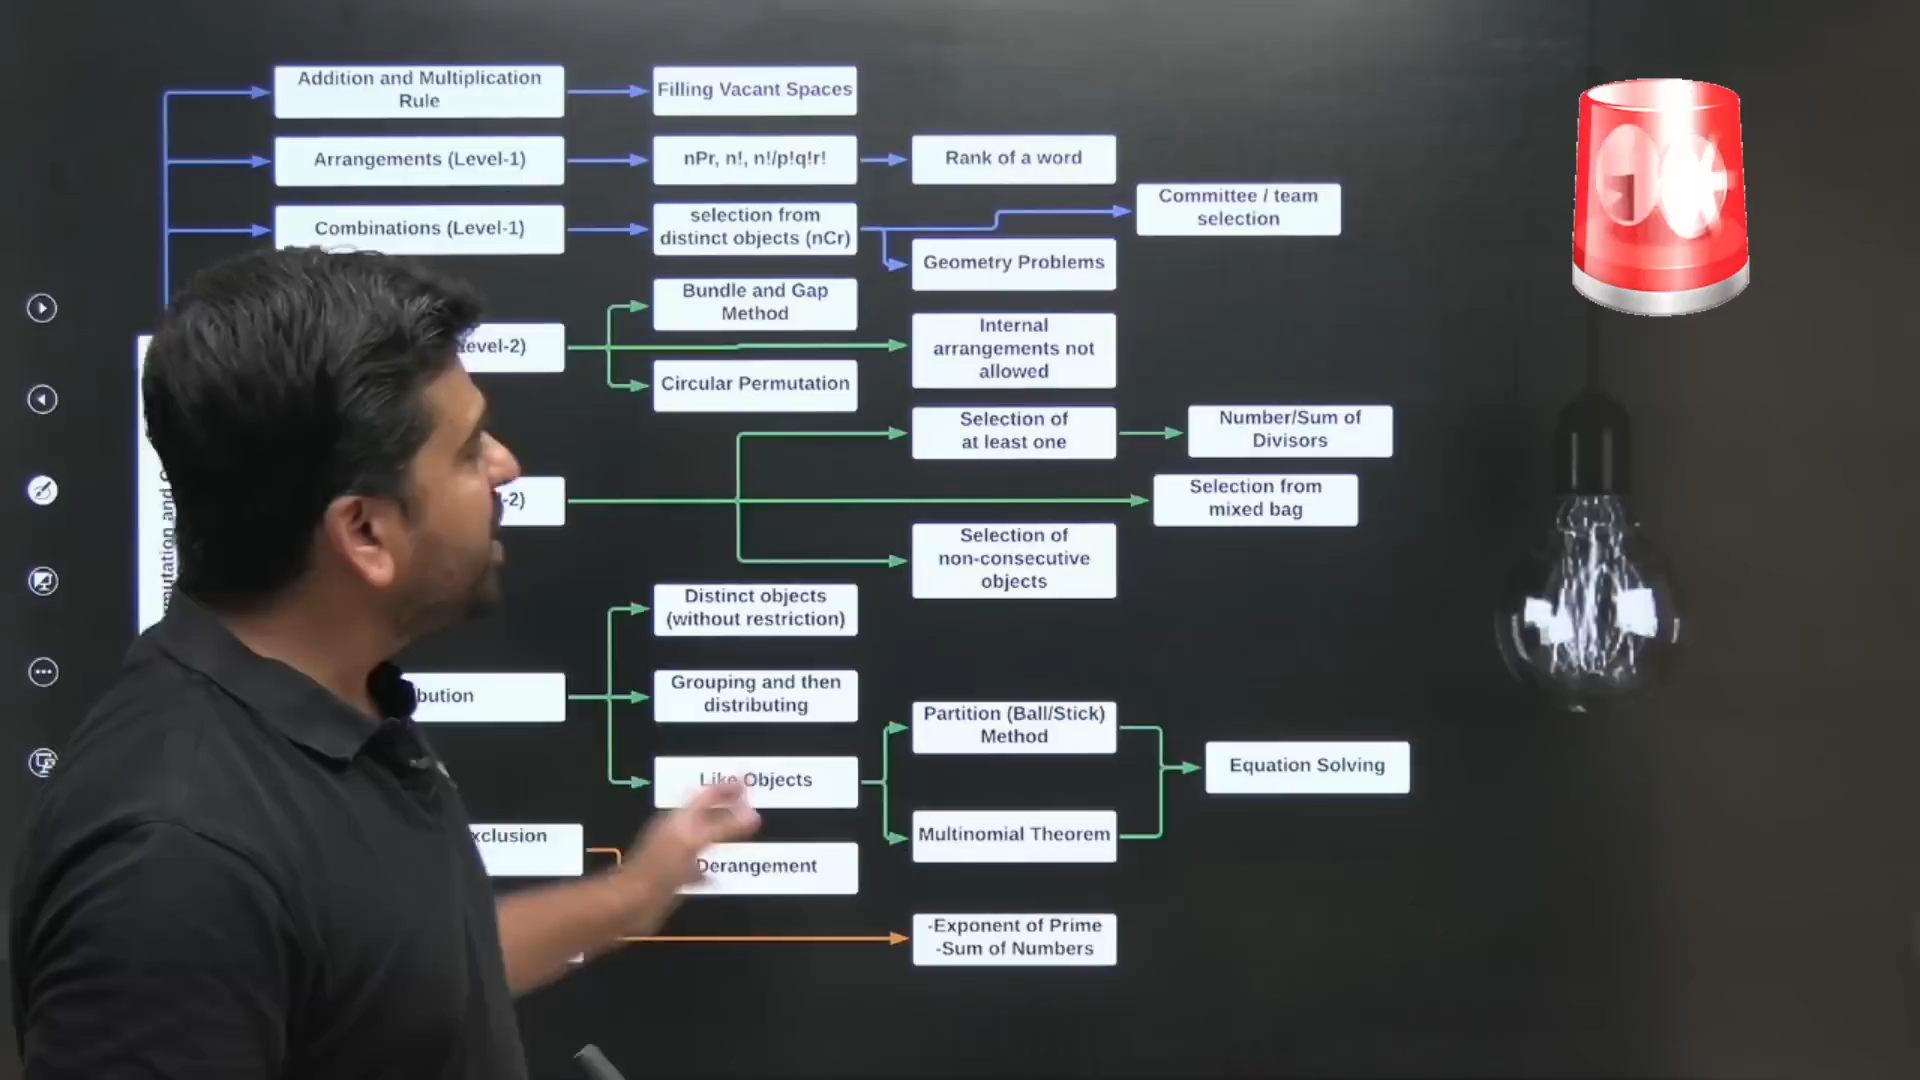 Addition and Multiplication
Rule
Filling Vacant Spaces
Arrangements (Level-1)
nPr, n!, n!/p!q!r!
Rank of a word
Combinations (Level-1)
selection from
distinct objects (nCr)
Committee / team
selection
Geometry Problems
Bundle and Gap
Method
Internal
arrangements not
allowed
evel-2)
Circular Permutation
Selection of
at least one
Number/Sum of
Divisors
-2)
Selection from
mixed bag
Selection of
non-consecutive
objects
mutation and
Distinct objects
(without restriction)
bution
Grouping and then
distributing
Partition (Ball/Stick)
Method
Equation Solving
Like Objects
Multinomial Theorem
xclusion
Derangement
-Exponent of Prime
-Sum of Numbers